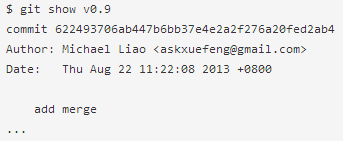 $ git show v0.9
commit 622493706ab447b6bb37e4e2a2f276a20fed2ab4
Author: Michael Liao <askxuefeng@gmail.com>
Date:   Thu Aug 22 11:22:08 2013 +0800
    add merge
...